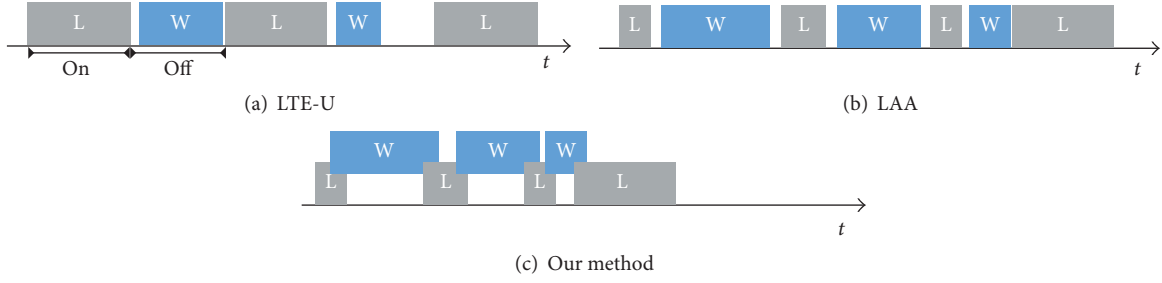 L W L W L
On Off t
(a) LTE-U
L W L W L W L
t
(b) LAA
W W W
L L L L
t
(c) Our method